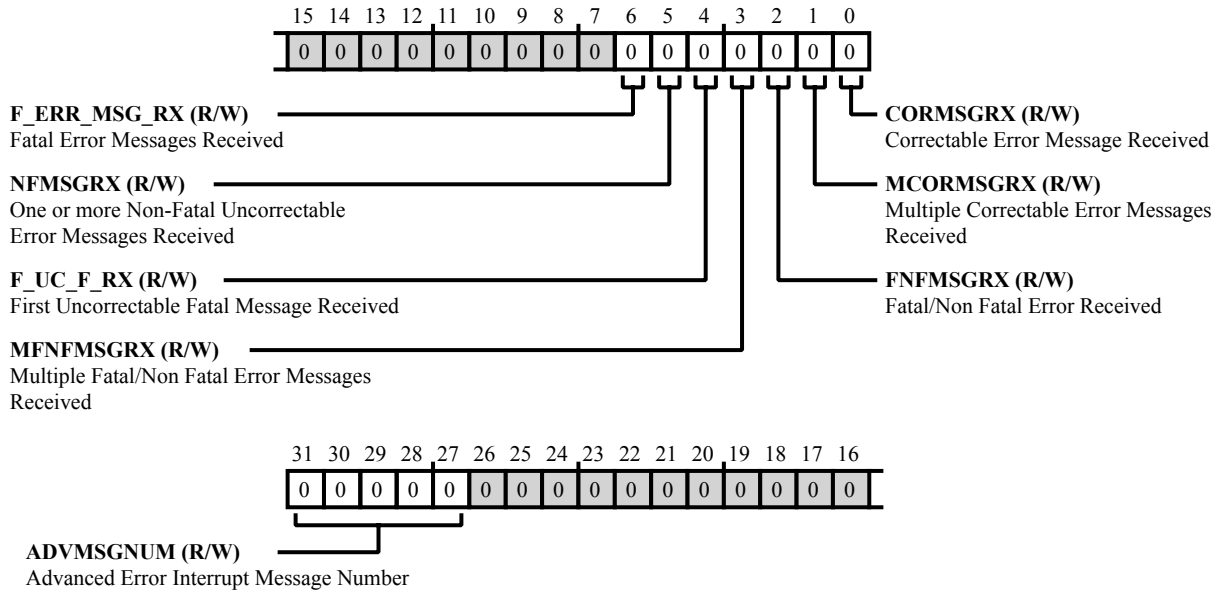 15 14 13 12 11 10 9 8 7 6 5 4 3 2 1 0
0 0 0 0 0 0 0 0 0 0 0 0 0 0 0 0
F_ERR_MSG_RX (R/W)
Fatal Error Messages Received
NFMSGRX (R/W)
One or more Non-Fatal Uncorrectable
Error Messages Received
F_UC_F_RX (R/W)
First Uncorrectable Fatal Message Received
MFNFMSGRX (R/W)
Multiple Fatal/Non Fatal Error Messages
Received
CORMSGRX (R/W)
Correctable Error Message Received
MCORMSGRX (R/W)
Multiple Correctable Error Messages
Received
FNFMSGRX (R/W)
Fatal/Non Fatal Error Received
31 30 29 28 27 26 25 24 23 22 21 20 19 18 17 16
0 0 0 0 0 0 0 0 0 0 0 0 0 0 0 0
ADVMSGNUM (R/W)
Advanced Error Interrupt Message Number